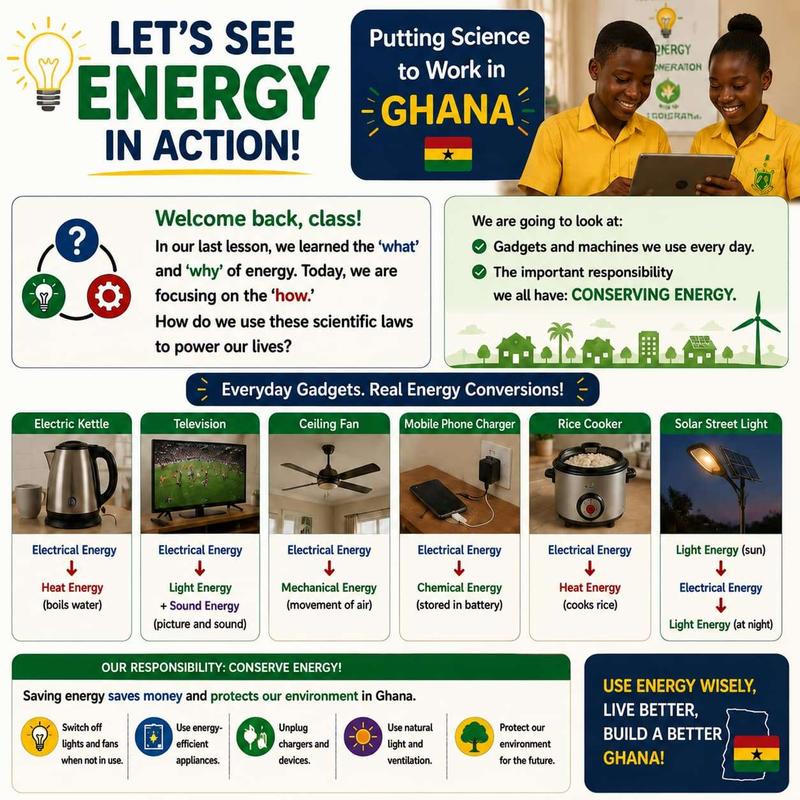 LET'S SEE
ENERGY
IN ACTION!
Putting Science
to Work in
GHANA
Welcome back, class!
In our last lesson, we learned the 'what'
and 'why' of energy. Today, we are
focusing on the 'how.'
How do we use these scientific laws
to power our lives?
?
We are going to look at:
Gadgets and machines we use every day.
The important responsibility
we all have: CONSERVING ENERGY.
Everyday Gadgets. Real Energy Conversions!
Electric Kettle
Electrical Energy
↓
Heat Energy
(boils water)
Television
Electrical Energy
↓
Light Energy
+ Sound Energy
(picture and sound)
Ceiling Fan
Electrical Energy
↓
Mechanical Energy
(movement of air)
Mobile Phone Charger
Electrical Energy
↓
Chemical Energy
(stored in battery)
Rice Cooker
Electrical Energy
↓
Heat Energy
(cooks rice)
Solar Street Light
Light Energy (sun)
↓
Electrical Energy
↓
Light Energy (at night)
OUR RESPONSIBILITY: CONSERVE ENERGY!
Saving energy saves money and protects our environment in Ghana.
Switch off
lights and fans
when not in use.
Use energy-
efficient
appliances.
Unplug
chargers and
devices.
Use natural
light and
ventilation.
Protect our
environment
for the future.
USE ENERGY WISELY,
LIVE BETTER,
BUILD A BETTER
GHANA!